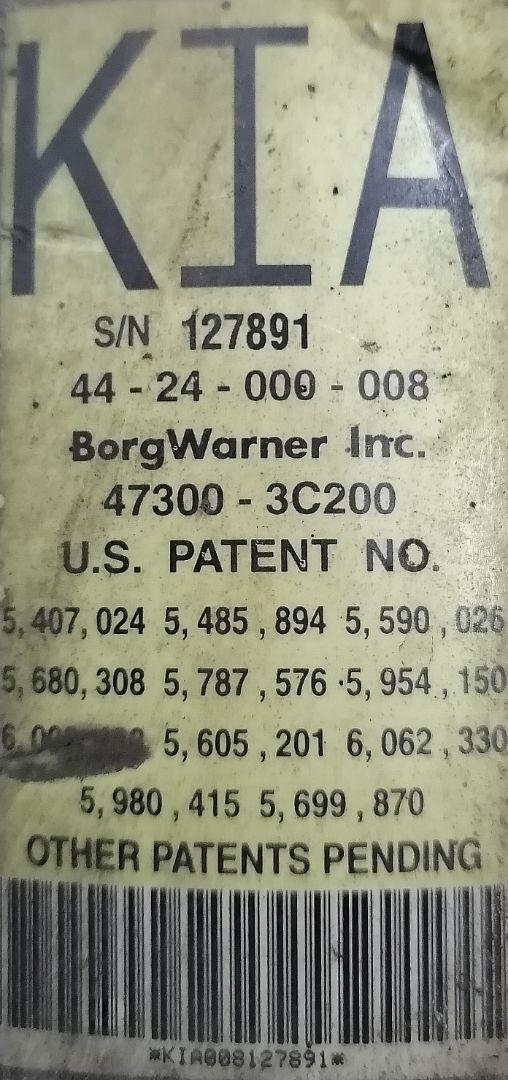 KIA
S/N 127891
44 - 24 - 000 - 008
BorgWarner Inc.
47300 - 3C200
U.S. PATENT NO.
5,407,024 5,485,894 5,590,026
5,680,308 5,787,576 5,954,150
5,605,201 6,062,330
5,980,415 5,699,870
OTHER PATENTS PENDING
*KIA008127891*